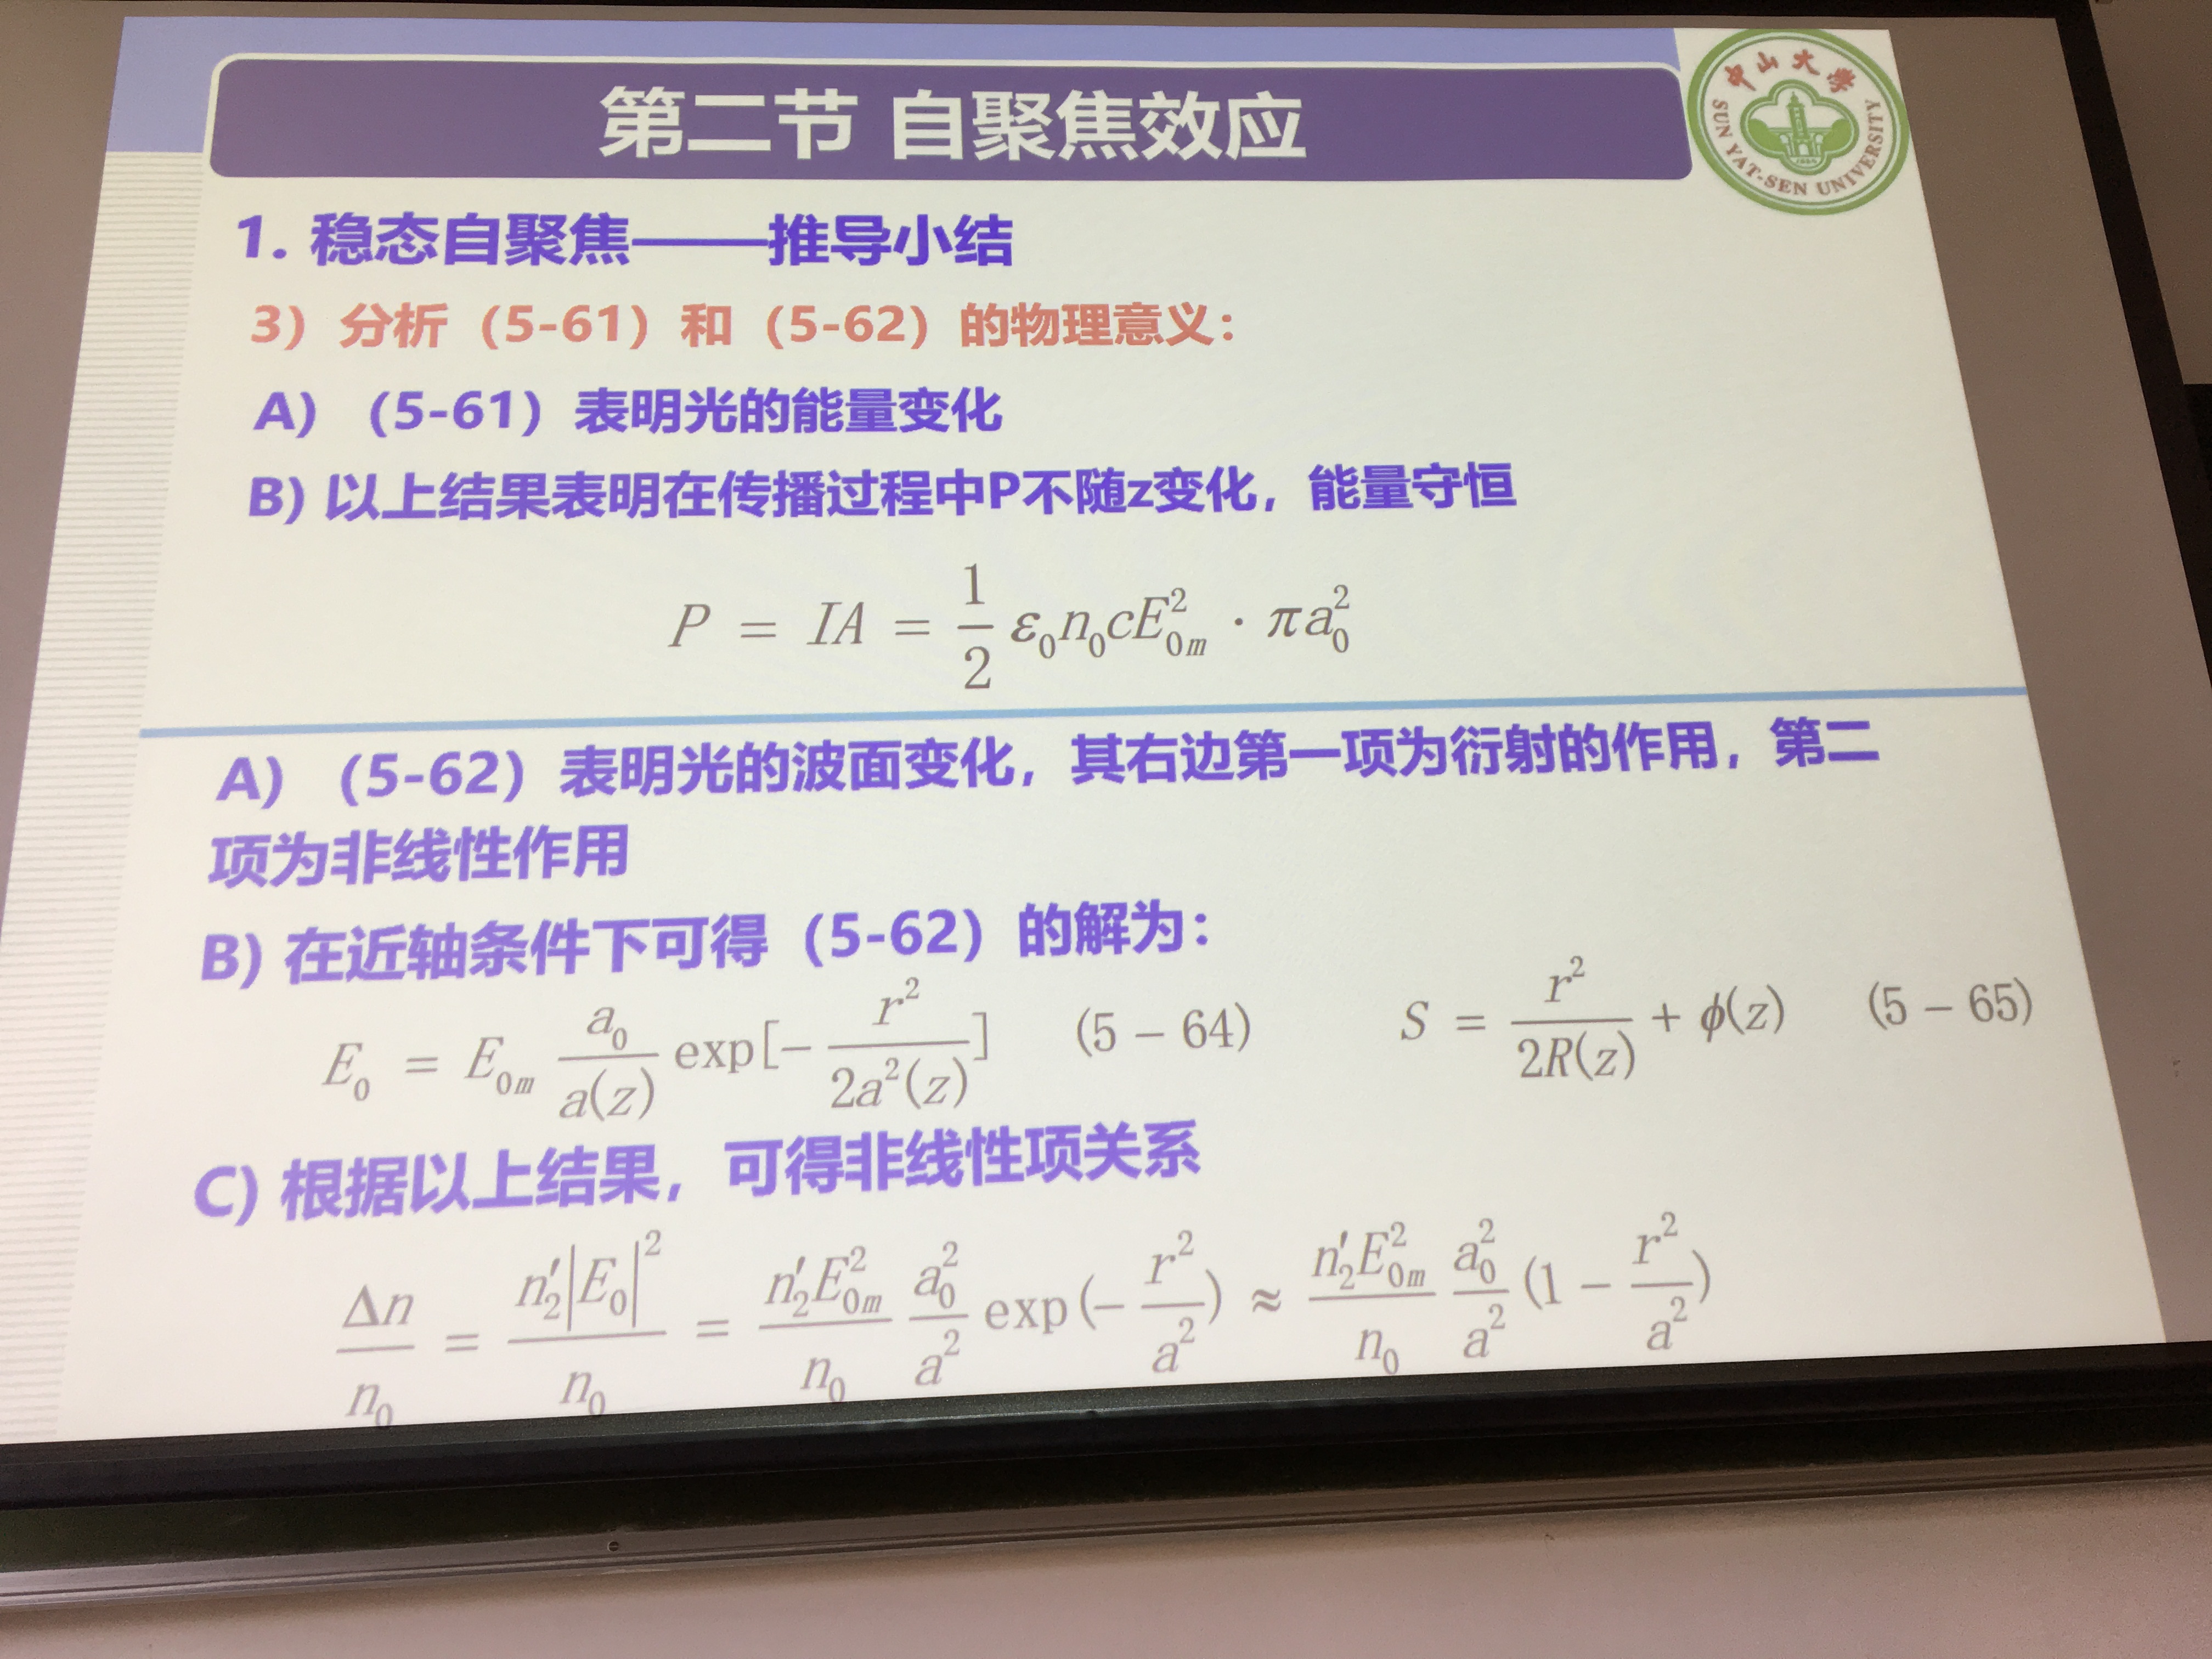 第二节 自聚焦效应
中山大学
SUN YAT-SEN UNIVERSITY
1. 稳态自聚焦——推导小结
3）分析（5-61）和（5-62）的物理意义：
A）（5-61）表明光的能量变化
B) 以上结果表明在传播过程中P不随z变化，能量守恒
P = IA = \frac{1}{2} ε_0 n_0 c E_{0m}^2 · π a_0^2
A）（5-62）表明光的波面变化，其右边第一项为衍射的作用，第二
项为非线性作用
B) 在近轴条件下可得（5-62）的解为：
E_0 = E_{0m} \frac{a_0}{a(z)} exp[-\frac{r^2}{2a^2(z)}] (5 - 64) S = \frac{r^2}{2R(z)} + ϕ(z) (5 - 65)
C) 根据以上结果，可得非线性项关系
\frac{Δn}{n_0} = \frac{n_2'|E_0|^2}{n_0} = \frac{n_2'E_{0m}^2}{n_0} \frac{a_0^2}{a^2} exp(-\frac{r^2}{a^2}) ≈ \frac{n_2'E_{0m}^2}{n_0} \frac{a_0^2}{a^2} (1 - \frac{r^2}{a^2})